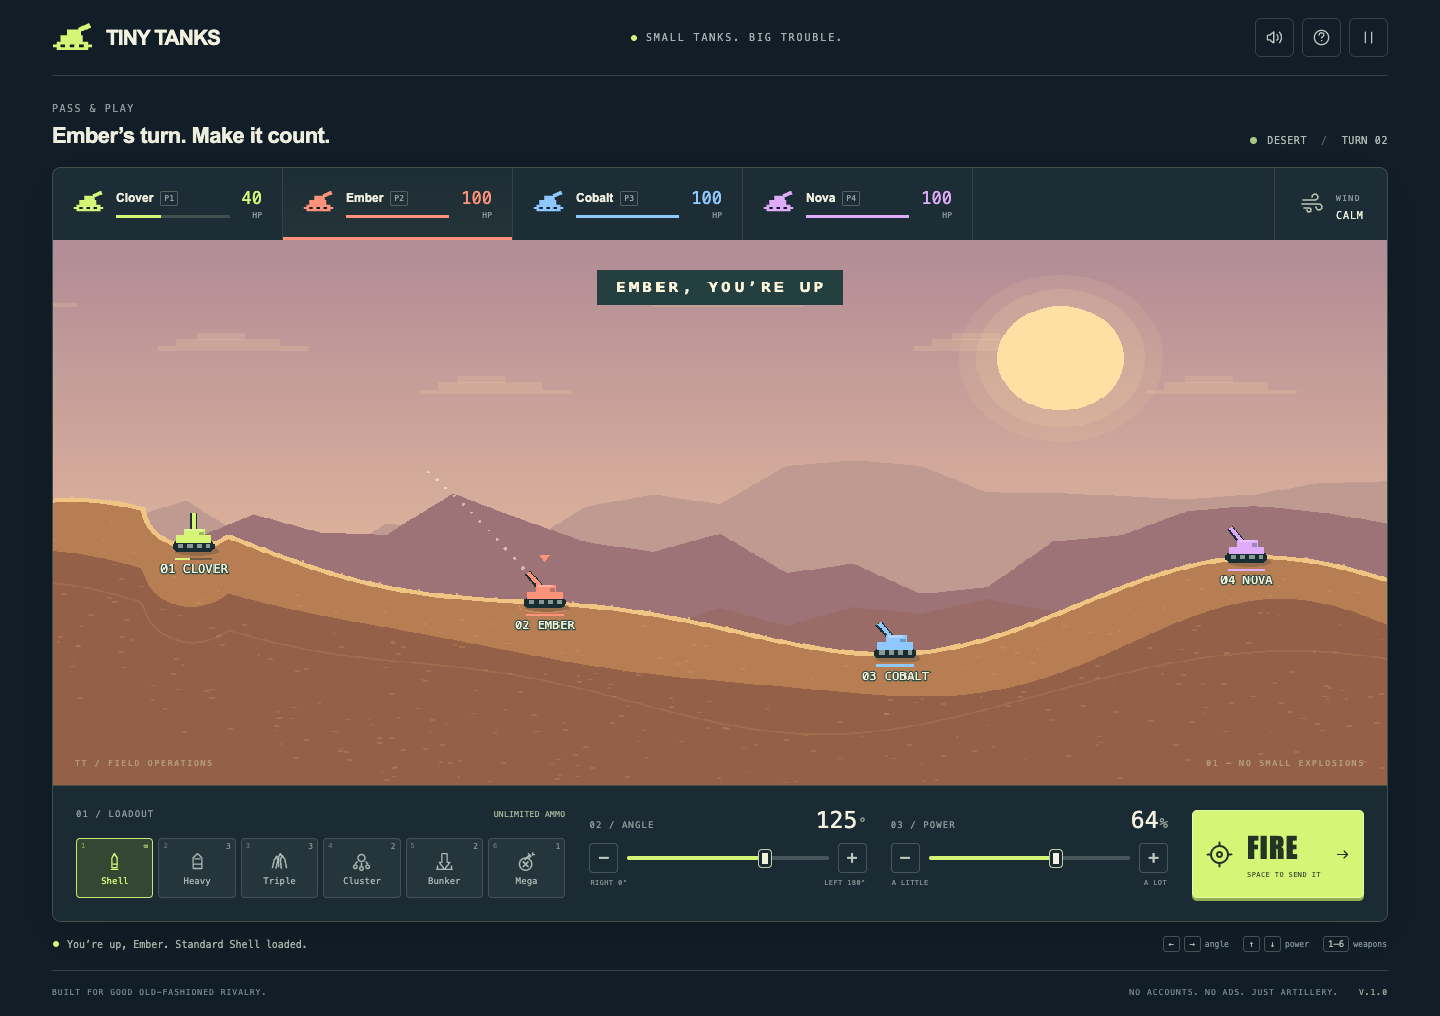 TINY TANKS
SMALL TANKS. BIG TROUBLE.
PASS & PLAY
Ember’s turn. Make it count.
DESERT / TURN 02
Clover P1 40 HP
Ember P2 100 HP
Cobalt P3 100 HP
Nova P4 100 HP
WIND
CALM
EMBER, YOU’RE UP
01 CLOVER
02 EMBER
03 COBALT
04 NOVA
TT / FIELD OPERATIONS
01 — NO SMALL EXPLOSIONS
01 / LOADOUT
UNLIMITED AMMO
1 ∞ Shell
2 3 Heavy
3 3 Triple
4 2 Cluster
5 2 Bunker
6 1 Mega
02 / ANGLE
125°
− +
RIGHT 0°
LEFT 180°
03 / POWER
64%
− +
A LITTLE
A LOT
FIRE →
SPACE TO SEND IT
You’re up, Ember. Standard Shell loaded.
← → angle ↑ ↓ power 1–6 weapons
BUILT FOR GOOD OLD-FASHIONED RIVALRY.
NO ACCOUNTS. NO ADS. JUST ARTILLERY. V.1.0